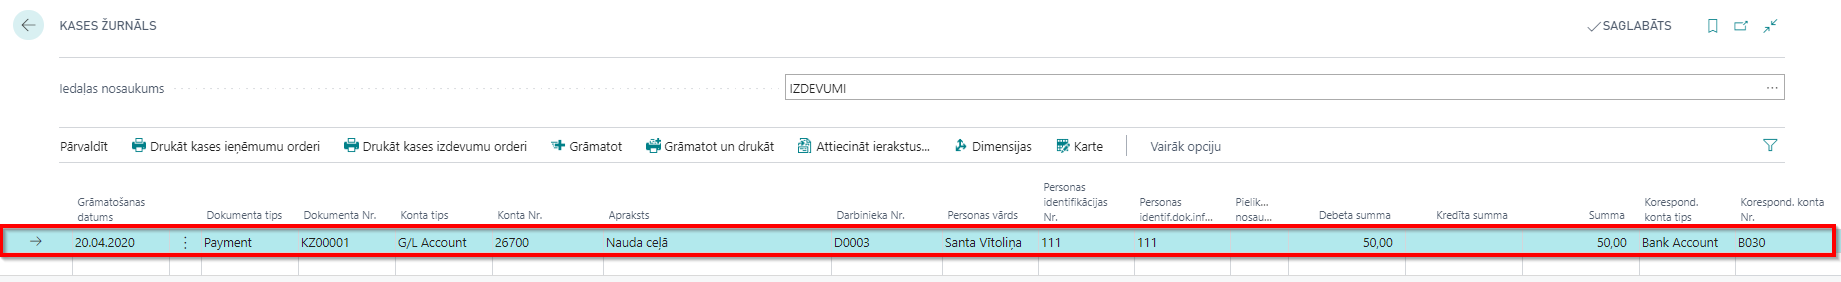 KASES ŽURNĀLS
SAGLABĀTS
Iedaļas nosaukums
IZDEVUMI
Pārvaldīt Drukāt kases ieņēmumu orderi Drukāt kases izdevumu orderi Grāmatot Grāmatot un drukāt Attiecināt ierakstus... Dimensijas Karte Vairāk opciju
Grāmatošanas datums Dokumenta tips Dokumenta Nr. Konta tips Konta Nr. Apraksts Darbinieka Nr. Personas vārds Personas identifikācijas Nr. Personas identif.dok.inf... Pielik... nosau... Debeta summa Kredīta summa Summa Korespond. konta tips Korespond. konta Nr.
20.04.2020 Payment KZ00001 G/L Account 26700 Nauda ceļā D0003 Santa Vītoliņa 111 111 50,00 50,00 Bank Account B030